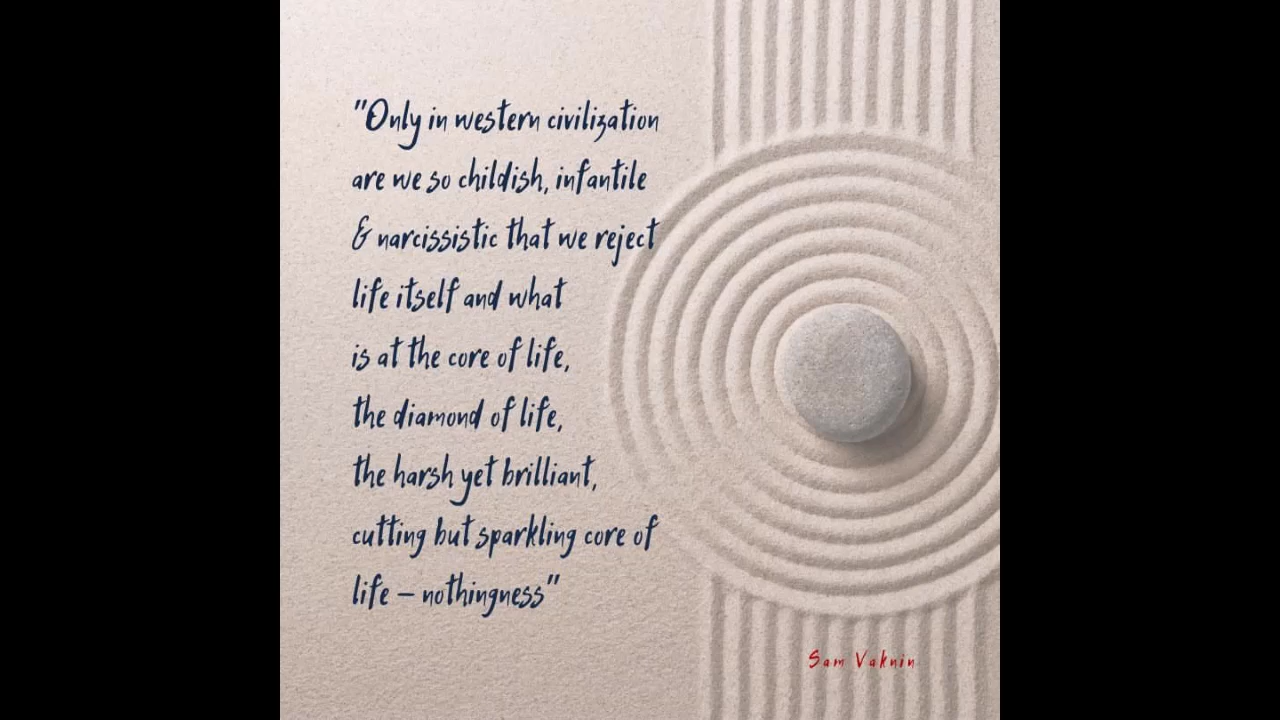 "Only in western civilization
are we so childish, infantile
& narcissistic that we reject
life itself and what
is at the core of life,
the diamond of life,
the harsh yet brilliant,
cutting but sparkling core of
life – nothingness"
Sam Vaknin